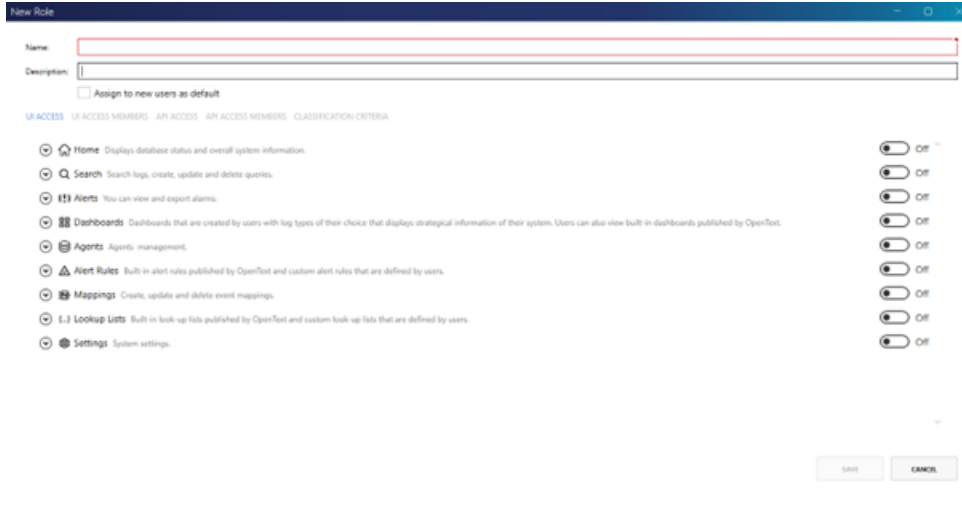 New Role
Name:
Description:
Assign to new users as default
UI ACCESS UI ACCESS MEMBERS API ACCESS API ACCESS MEMBERS CLASSIFICATION CRITERIA
Home Displays database status and overall system information. Off
Search Search logs, create, update and delete queries. Off
Alerts You can view and export alarms. Off
Dashboards Dashboards that are created by users with log types of their choice that displays strategical information of their system. Users can also view built in dashboards published by OpenText. Off
Agents Agents management. Off
Alert Rules Built-in alert rules published by OpenText and custom alert rules that are defined by users. Off
Mappings Create, update and delete event mappings. Off
Lookup Lists Built-in look-up lists published by OpenText and custom look-up lists that are defined by users. Off
Settings System settings. Off
SAVE CANCEL